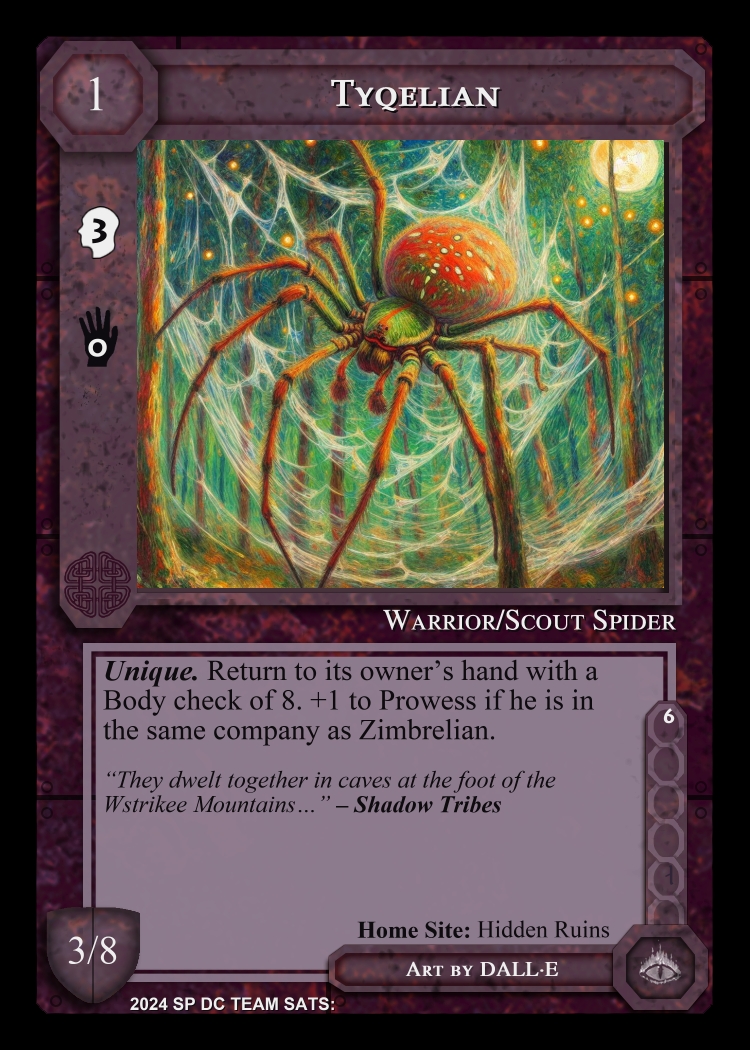 1
TYQELIAN
3
0
WARRIOR/SCOUT SPIDER
Unique. Return to its owner’s hand with a
Body check of 8. +1 to Prowess if he is in
the same company as Zimbrelian.
6
“They dwelt together in caves at the foot of the
Wstrikee Mountains…” – Shadow Tribes
Home Site: Hidden Ruins
3/8
ART BY DALL·E
2024 SP DC TEAM SATS: